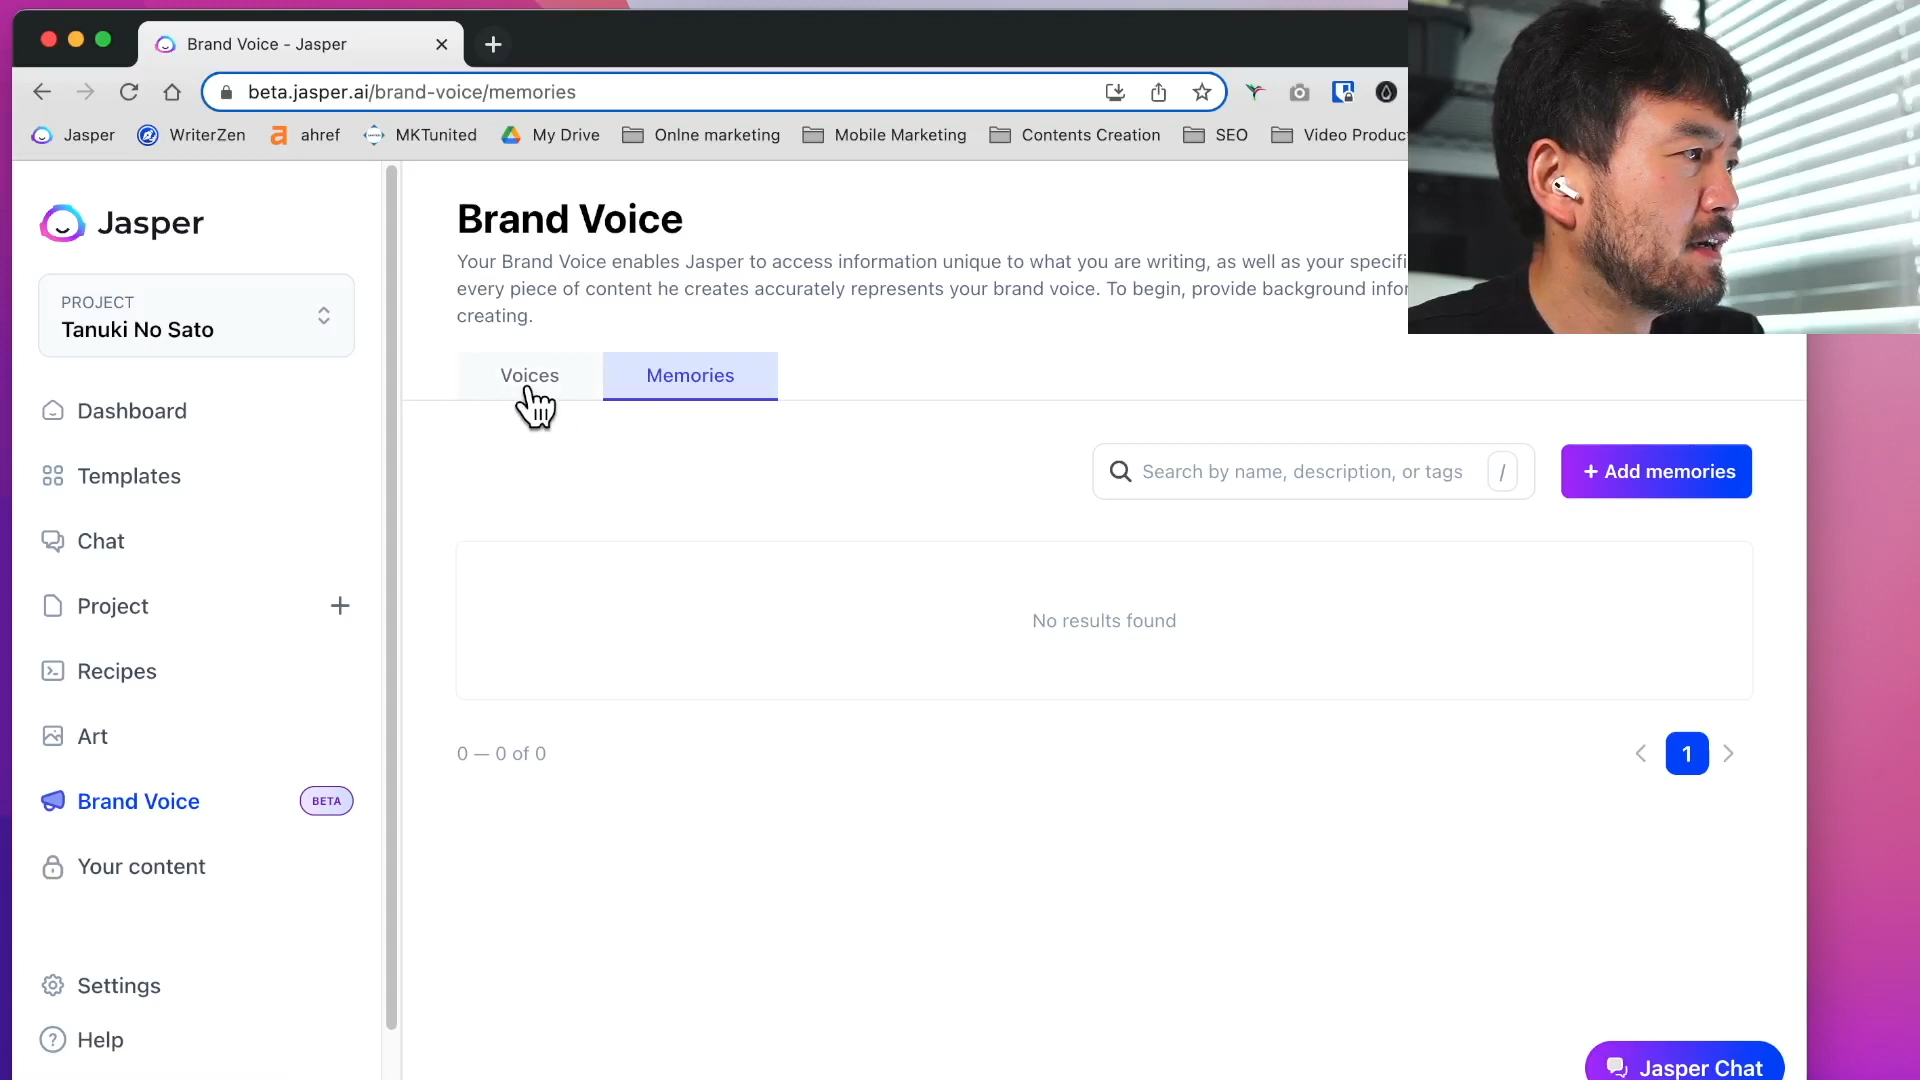 Brand Voice - Jasper
beta.jasper.ai/brand-voice/memories
Jasper WriterZen ahref MKTunited My Drive Onlne marketing Mobile Marketing Contents Creation SEO Video Produc
Jasper
PROJECT
Tanuki No Sato
Dashboard
Templates
Chat
Project
Recipes
Art
Brand Voice BETA
Your content
Settings
Help
Brand Voice
Your Brand Voice enables Jasper to access information unique to what you are writing, as well as your specifi
every piece of content he creates accurately represents your brand voice. To begin, provide background infor
creating.
Voices Memories
Search by name, description, or tags /
+ Add memories
No results found
0 — 0 of 0
1
Jasper Chat